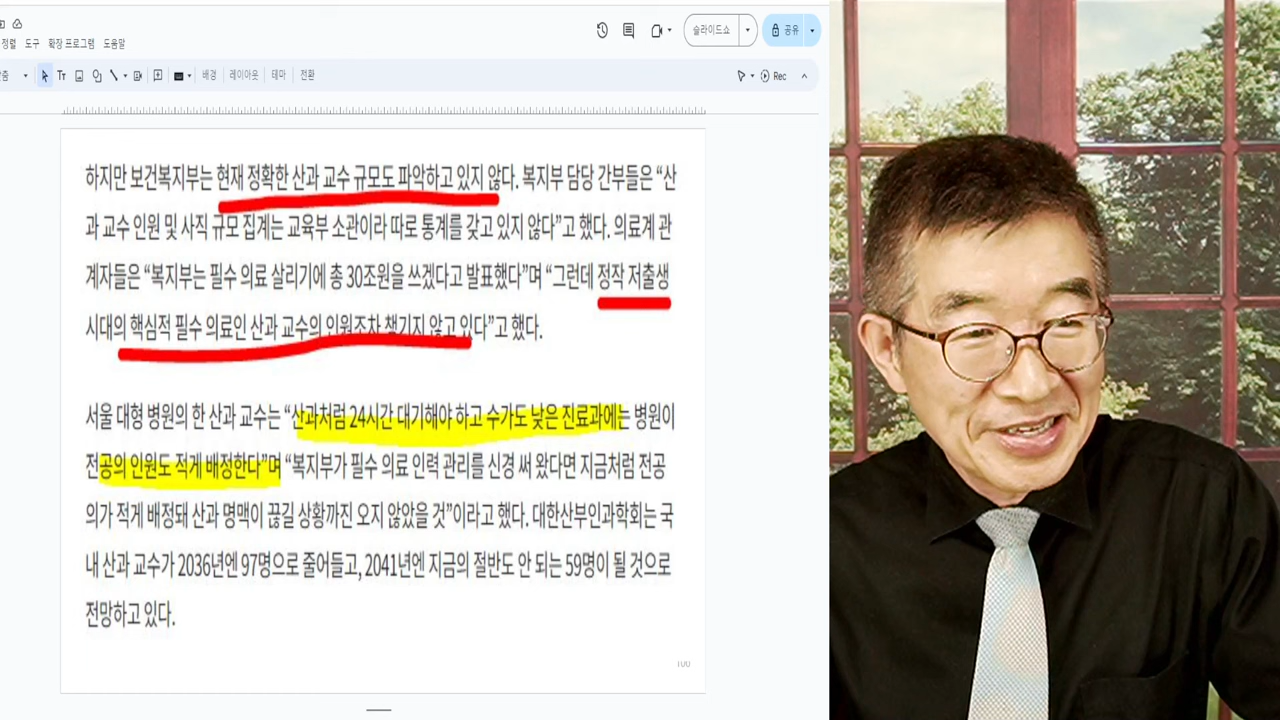 정렬 도구 확장 프로그램 도움말
슬라이드쇼
공유
배경 레이아웃 테마 전환
Rec
하지만 보건복지부는 현재 정확한 산과 교수 규모도 파악하고 있지 않다. 복지부 담당 간부들은 “산
과 교수 인원 및 사직 규모 집계는 교육부 소관이라 따로 통계를 갖고 있지 않다”고 했다. 의료계 관
계자들은 “복지부는 필수 의료 살리기에 총 30조원을 쓰겠다고 발표했다”며 “그런데 정작 저출생
시대의 핵심적 필수 의료인 산과 교수의 인원조차 챙기지 않고 있다”고 했다.
서울 대형 병원의 한 산과 교수는 “산과처럼 24시간 대기해야 하고 수가도 낮은 진료과에는 병원이
전공의 인원도 적게 배정한다”며 “복지부가 필수 의료 인력 관리를 신경 써 왔다면 지금처럼 전공
의가 적게 배정돼 산과 명맥이 끊길 상황까진 오지 않았을 것”이라고 했다. 대한산부인과학회는 국
내 산과 교수가 2036년엔 97명으로 줄어들고, 2041년엔 지금의 절반도 안 되는 59명이 될 것으로
전망하고 있다.